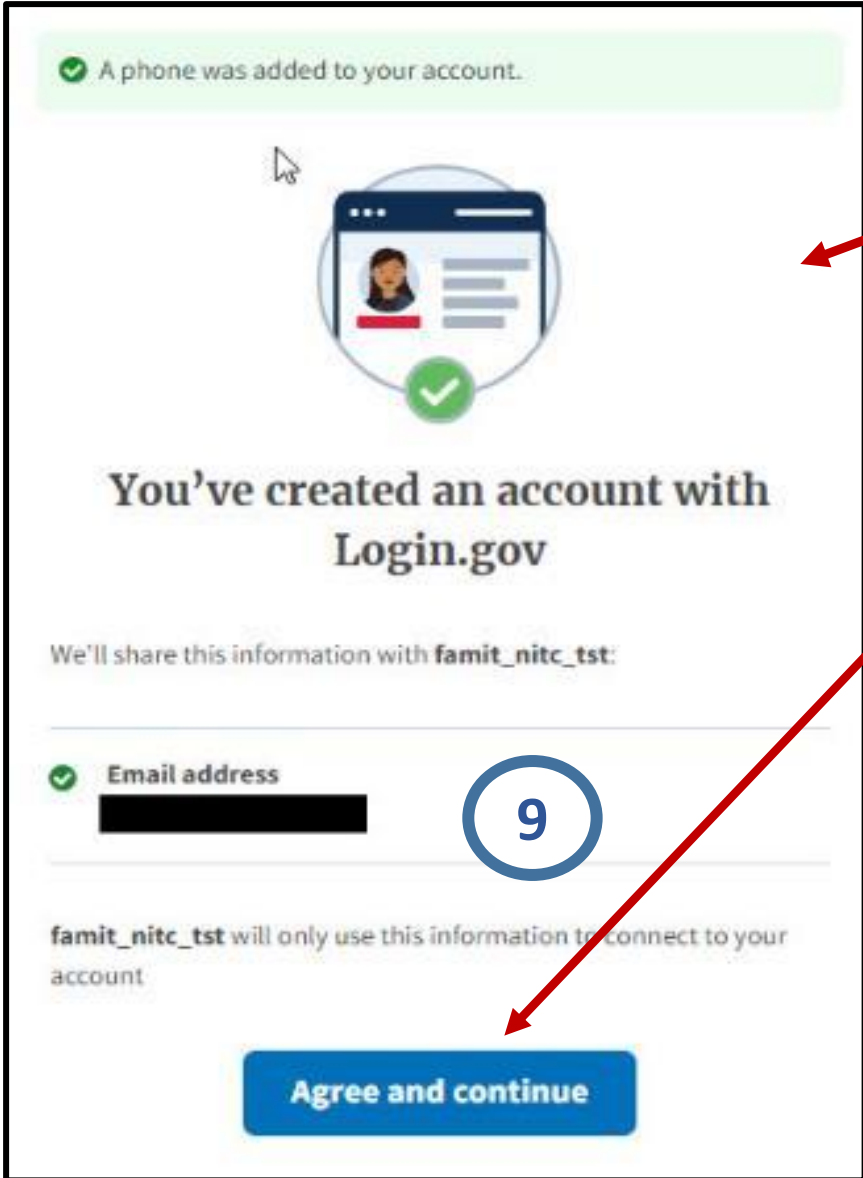 A phone was added to your account.
You’ve created an account with
Login.gov
We’ll share this information with famit_nitc_tst:
Email address
9
famit_nitc_tst will only use this information to connect to your
account
Agree and continue